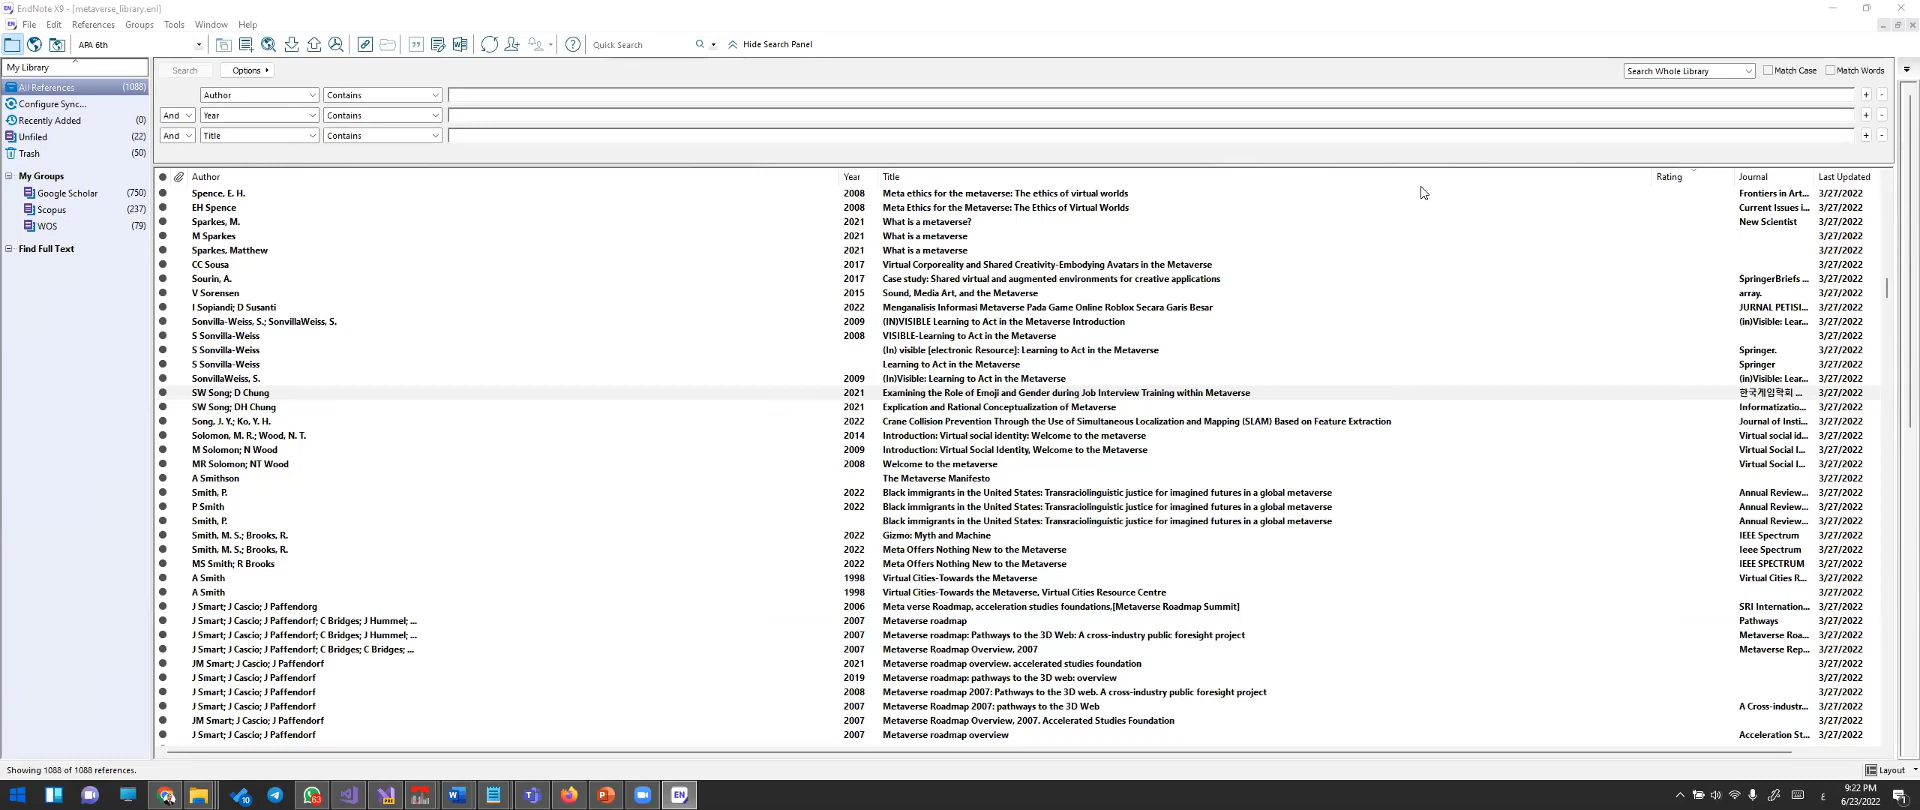 EndNote X9 - [metaverse_library.enl]
File Edit References Groups Tools Window Help
APA 6th Quick Search Hide Search Panel
My Library
All References (1088)
Configure Sync...
Recently Added (0)
Unfiled (22)
Trash (50)
My Groups
Google Scholar (750)
Scopus (237)
WOS (79)
Find Full Text
Search Options Search Whole Library Match Case Match Words
Author Contains + -
And Year Contains + -
And Title Contains + -
Author Year Title Rating Journal Last Updated
Spence, E. H. 2008 Meta ethics for the metaverse: The ethics of virtual worlds Frontiers in Art... 3/27/2022
EH Spence 2008 Meta Ethics for the Metaverse: The Ethics of Virtual Worlds Current Issues i... 3/27/2022
Sparkes, M. 2021 What is a metaverse? New Scientist 3/27/2022
M Sparkes 2021 What is a metaverse 3/27/2022
Sparkes, Matthew 2021 What is a metaverse 3/27/2022
CC Sousa 2017 Virtual Corporeality and Shared Creativity-Embodying Avatars in the Metaverse 3/27/2022
Sourin, A. 2017 Case study: Shared virtual and augmented environments for creative applications SpringerBriefs ... 3/27/2022
V Sorensen 2015 Sound, Media Art, and the Metaverse array. 3/27/2022
I Sopiandi; D Susanti 2022 Menganalisis Informasi Metaverse Pada Game Online Roblox Secara Garis Besar JURNAL PETISI... 3/27/2022
Sonvilla-Weiss, S.; SonvillaWeiss, S. 2009 (IN)VISIBLE Learning to Act in the Metaverse Introduction (in)Visible: Lear... 3/27/2022
S Sonvilla-Weiss 2008 VISIBLE-Learning to Act in the Metaverse 3/27/2022
S Sonvilla-Weiss (In) visible [electronic Resource]: Learning to Act in the Metaverse Springer. 3/27/2022
S Sonvilla-Weiss Learning to Act in the Metaverse Springer 3/27/2022
SonvillaWeiss, S. 2009 (In)Visible: Learning to Act in the Metaverse (in)Visible: Lear... 3/27/2022
SW Song; D Chung 2021 Examining the Role of Emoji and Gender during Job Interview Training within Metaverse 한국게임학회 ... 3/27/2022
SW Song; DH Chung 2021 Explication and Rational Conceptualization of Metaverse Informatizatio... 3/27/2022
Song, J. Y.; Ko, Y. H. 2022 Crane Collision Prevention Through the Use of Simultaneous Localization and Mapping (SLAM) Based on Feature Extraction Journal of Insti... 3/27/2022
Solomon, M. R.; Wood, N. T. 2014 Introduction: Virtual social identity: Welcome to the metaverse Virtual social id... 3/27/2022
M Solomon; N Wood 2009 Introduction: Virtual Social Identity, Welcome to the Metaverse Virtual Social I... 3/27/2022
MR Solomon; NT Wood 2008 Welcome to the metaverse Virtual Social I... 3/27/2022
A Smithson The Metaverse Manifesto 3/27/2022
Smith, P. 2022 Black immigrants in the United States: Transraciolinguistic justice for imagined futures in a global metaverse Annual Review... 3/27/2022
P Smith 2022 Black immigrants in the United States: Transraciolinguistic justice for imagined futures in a global metaverse Annual Review... 3/27/2022
Smith, P. Black immigrants in the United States: Transraciolinguistic justice for imagined futures in a global metaverse Annual Review... 3/27/2022
Smith, M. S.; Brooks, R. 2022 Gizmo: Myth and Machine IEEE Spectrum 3/27/2022
Smith, M. S.; Brooks, R. 2022 Meta Offers Nothing New to the Metaverse Ieee Spectrum 3/27/2022
MS Smith; R Brooks 2022 Meta Offers Nothing New to the Metaverse IEEE SPECTRUM 3/27/2022
A Smith 1998 Virtual Cities-Towards the Metaverse Virtual Cities R... 3/27/2022
A Smith 1998 Virtual Cities-Towards the Metaverse, Virtual Cities Resource Centre 3/27/2022
J Smart; J Cascio; J Paffendorg 2006 Meta verse Roadmap, acceleration studies foundations,[Metaverse Roadmap Summit] SRI Internation... 3/27/2022
J Smart; J Cascio; J Paffendorf; C Bridges; J Hummel; ... 2007 Metaverse roadmap Pathways 3/27/2022
J Smart; J Cascio; J Paffendorf; C Bridges; J Hummel; ... 2007 Metaverse roadmap: Pathways to the 3D Web: A cross-industry public foresight project Metaverse Roa... 3/27/2022
J Smart; J Cascio; J Paffendorf; C Bridges; C Bridges; ... 2007 Metaverse Roadmap Overview, 2007 Metaverse Rep... 3/27/2022
JM Smart; J Cascio; J Paffendorf 2021 Metaverse roadmap overview. accelerated studies foundation 3/27/2022
J Smart; J Cascio; J Paffendorf 2019 Metaverse roadmap: pathways to the 3D web: overview 3/27/2022
J Smart; J Cascio; J Paffendorf 2008 Metaverse roadmap 2007: Pathways to the 3D web. A cross-industry public foresight project 3/27/2022
J Smart; J Cascio; J Paffendorf 2007 Metaverse Roadmap 2007: pathways to the 3D Web A Cross-industr... 3/27/2022
JM Smart; J Cascio; J Paffendorf 2007 Metaverse Roadmap Overview, 2007. Accelerated Studies Foundation 3/27/2022
J Smart; J Cascio; J Paffendorf 2007 Metaverse roadmap overview Acceleration St... 3/27/2022
Showing 1088 of 1088 references. Layout
9:22 PM
6/23/2022